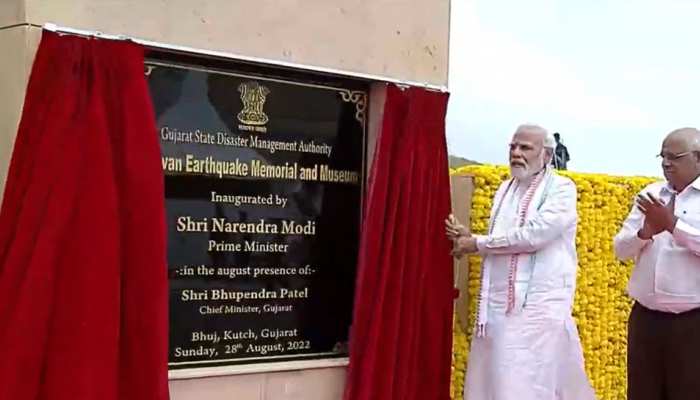 Gujarat State Disaster Management Authority
van Earthquake Memorial and Museum
Inaugurated by
Shri Narendra Modi
Prime Minister
-:in the august presence of:-
Shri Bhupendra Patel
Chief Minister, Gujarat
Bhuj, Kutch, Gujarat
Sunday, 28th August, 2022